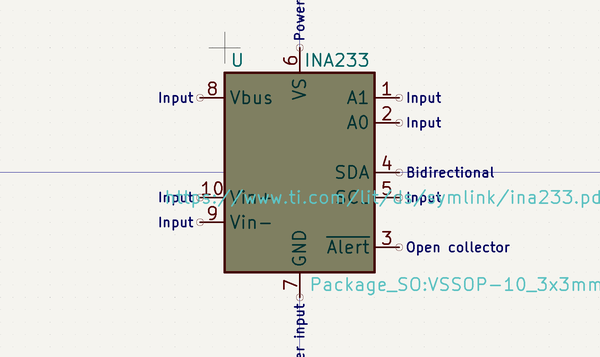 Power
U
INA233
6
VS
Input 8 Vbus
A1 1 Input
A0 2 Input
SDA 4 Bidirectional
Input 10 Vin+
SCL 5 Input
https://www.ti.com/lit/ds/symlink/ina233.pd
Input 9 Vin-
Alert 3 Open collector
GND
7
Package_SO:VSSOP-10_3x3mm
er input